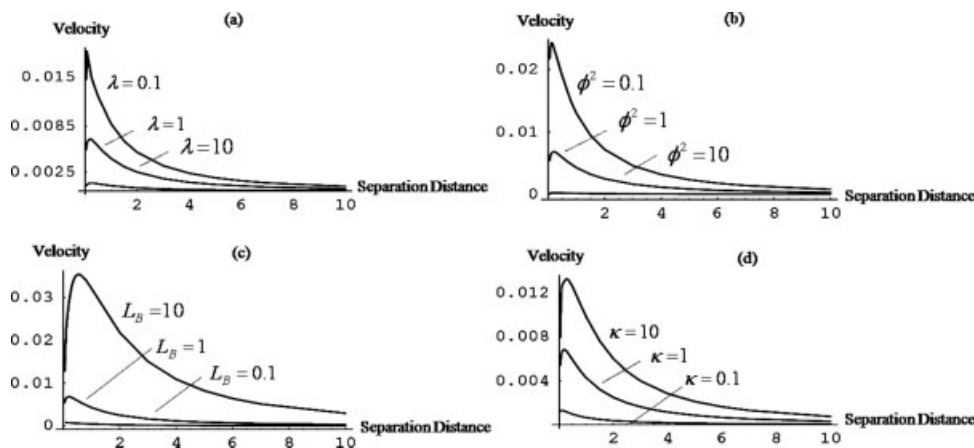 (a)
Velocity
0.015
0.0085
0.0025
λ=0.1
λ=1
λ=10
2
4
6
8
10
Separation Distance
(b)
Velocity
0.02
0.01
0
ϕ²=0.1
ϕ²=1
ϕ²=10
2
4
6
8
10
Separation Distance
(c)
Velocity
0.03
0.02
0.01
0
L_B=10
L_B=1
L_B=0.1
2
4
6
8
10
Separation Distance
(d)
Velocity
0.012
0.008
0.004
κ=10
κ=1
κ=0.1
2
4
6
8
10
Separation Distance